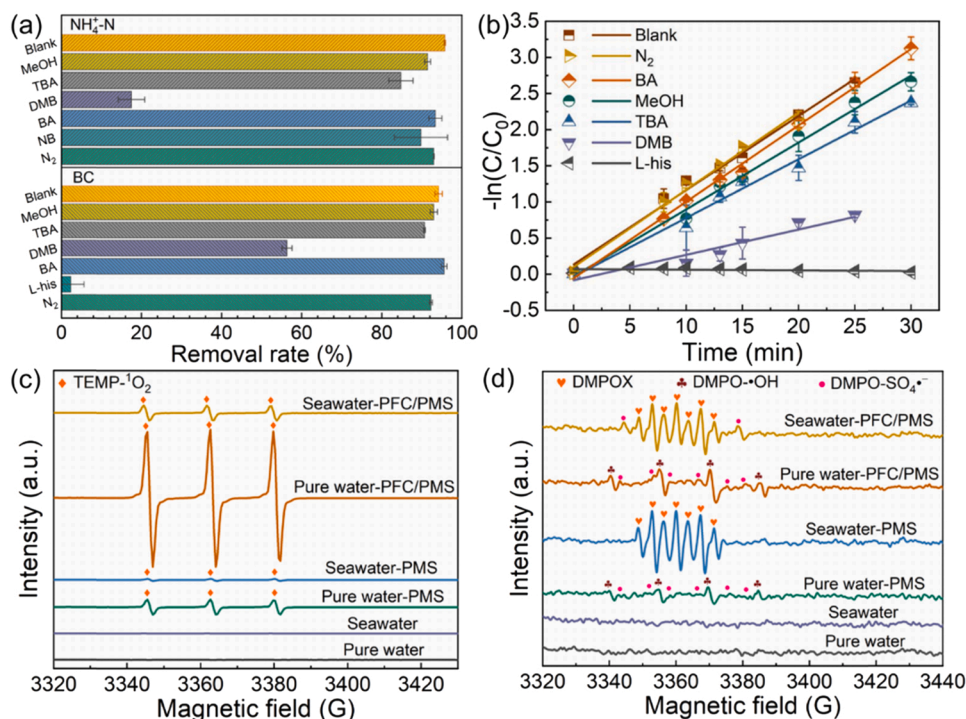 (a)
NH₄⁺-N
Blank
MeOH
TBA
DMB
BA
NB
N₂
BC
Blank
MeOH
TBA
DMB
BA
L-his
N₂
0 20 40 60 80 100
Removal rate (%)
(b)
-ln(C/C₀)
3.5
3.0
2.5
2.0
1.5
1.0
0.5
0.0
-0.5
Blank
N₂
BA
MeOH
TBA
DMB
L-his
0 5 10 15 20 25 30
Time (min)
(c)
TEMP-¹O₂
Intensity (a.u.)
Seawater-PFC/PMS
Pure water-PFC/PMS
Seawater-PMS
Pure water-PMS
Seawater
Pure water
3320 3340 3360 3380 3400 3420
Magnetic field (G)
(d)
DMPOX DMPO-•OH DMPO-SO₄•⁻
Intensity (a.u.)
Seawater-PFC/PMS
Pure water-PFC/PMS
Seawater-PMS
Pure water-PMS
Seawater
Pure water
3320 3340 3360 3380 3400 3420 3440
Magnetic field (G)